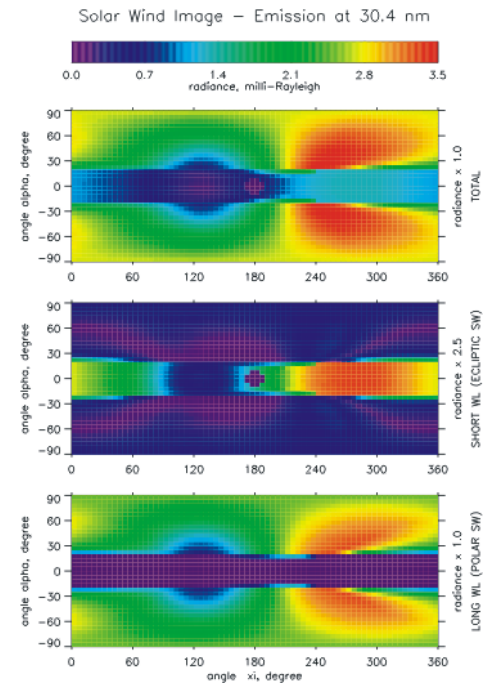 Solar Wind Image – Emission at 30.4 nm
0.0 0.7 1.4 2.1 2.8 3.5
radiance, milli–Rayleigh
angle alpha, degree
90
60
30
0
−30
−60
−90
0 60 120 180 240 300 360
radiance x 1.0
TOTAL
angle alpha, degree
90
60
30
0
−30
−60
−90
0 60 120 180 240 300 360
radiance x 2.5
SHORT WL (ECLIPTIC SW)
angle alpha, degree
90
60
30
0
−30
−60
−90
0 60 120 180 240 300 360
angle xi, degree
radiance x 1.0
LONG WL (POLAR SW)